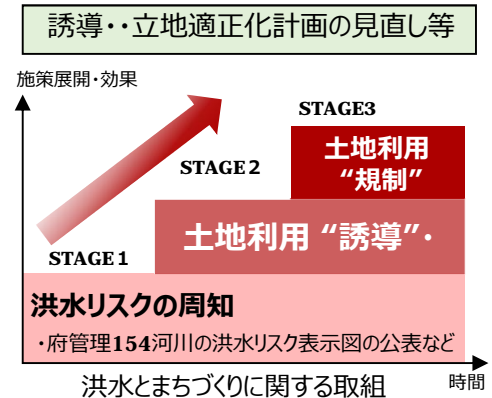 誘導・・立地適正化計画の見直し等
施策展開・効果
STAGE3
土地利用
“規制”
STAGE2
土地利用 “誘導”・
STAGE1
洪水リスクの周知
・府管理154河川の洪水リスク表示図の公表など
時間
洪水とまちづくりに関する取組